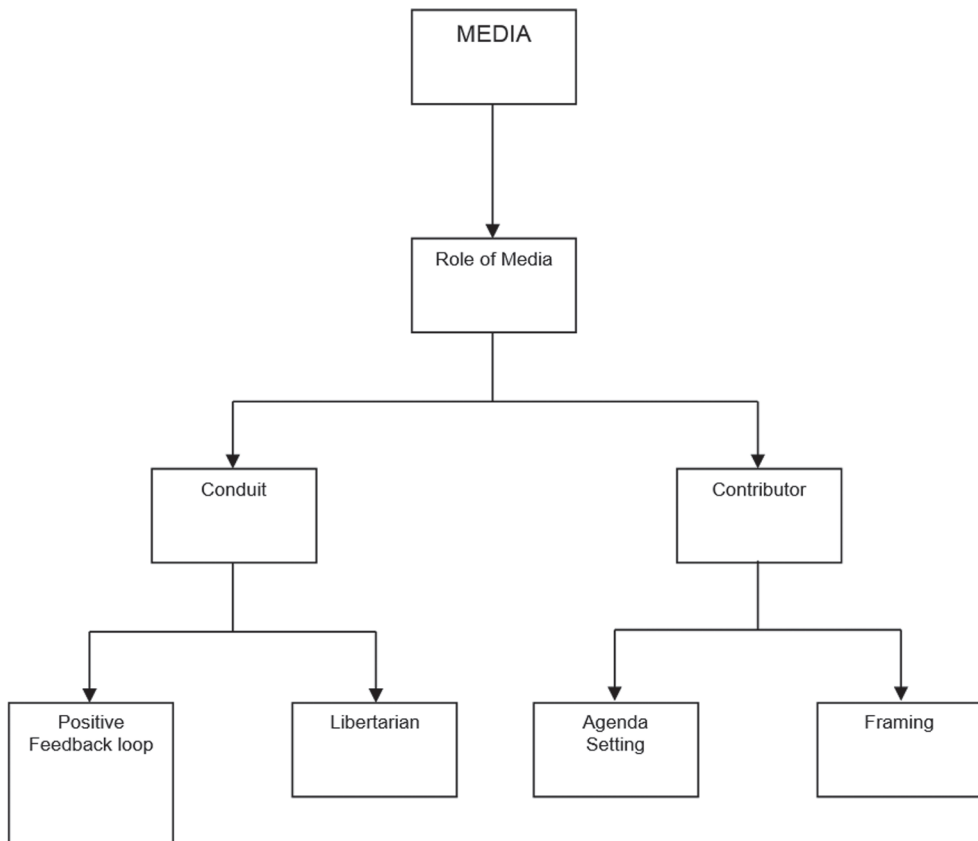 MEDIA
Role of Media
Conduit
Contributor
Positive
Feedback loop
Libertarian
Agenda
Setting
Framing